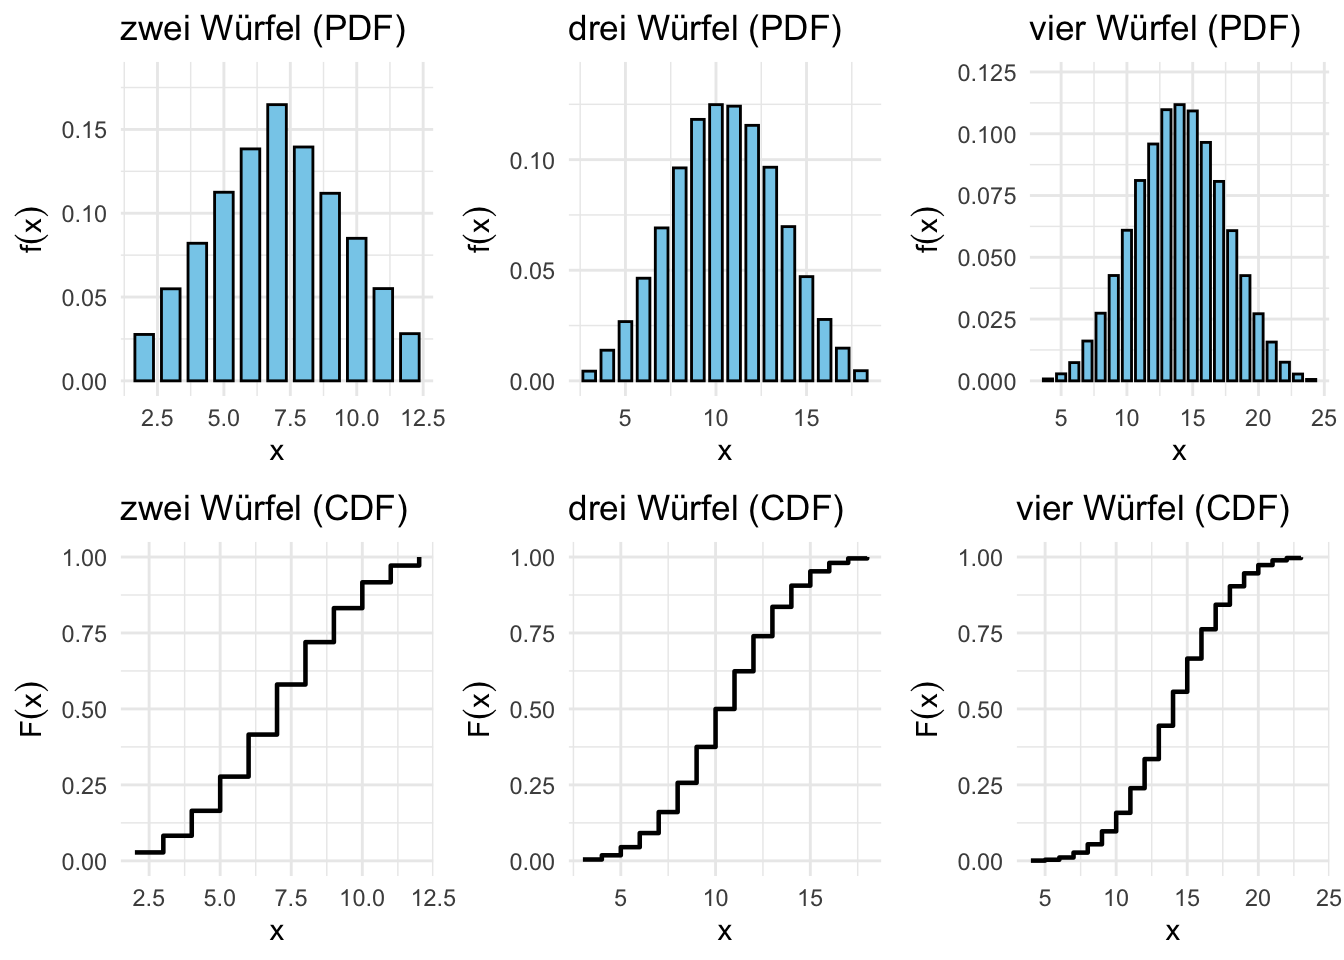 zwei Würfel (PDF)
f(x)
0.15
0.10
0.05
0.00
2.5 5.0 7.5 10.0 12.5
x
drei Würfel (PDF)
f(x)
0.10
0.05
0.00
5 10 15
x
vier Würfel (PDF)
f(x)
0.125
0.100
0.075
0.050
0.025
0.000
5 10 15 20 25
x
zwei Würfel (CDF)
F(x)
1.00
0.75
0.50
0.25
0.00
2.5 5.0 7.5 10.0 12.5
x
drei Würfel (CDF)
F(x)
1.00
0.75
0.50
0.25
0.00
5 10 15
x
vier Würfel (CDF)
F(x)
1.00
0.75
0.50
0.25
0.00
5 10 15 20 25
x